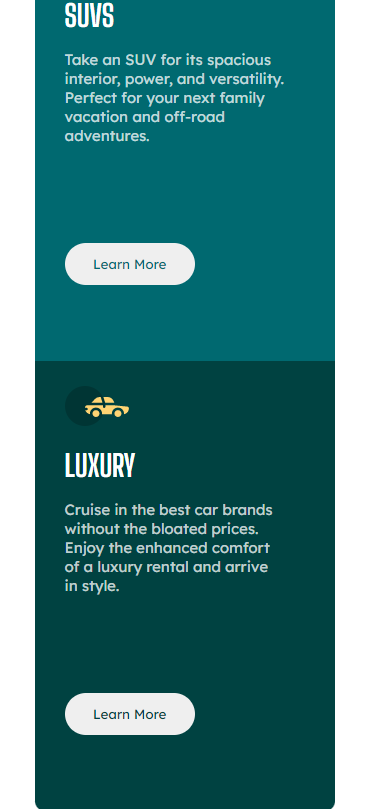 SUVS
Take an SUV for its spacious
interior, power, and versatility.
Perfect for your next family
vacation and off-road
adventures.
Learn More
LUXURY
Cruise in the best car brands
without the bloated prices.
Enjoy the enhanced comfort
of a luxury rental and arrive
in style.
Learn More